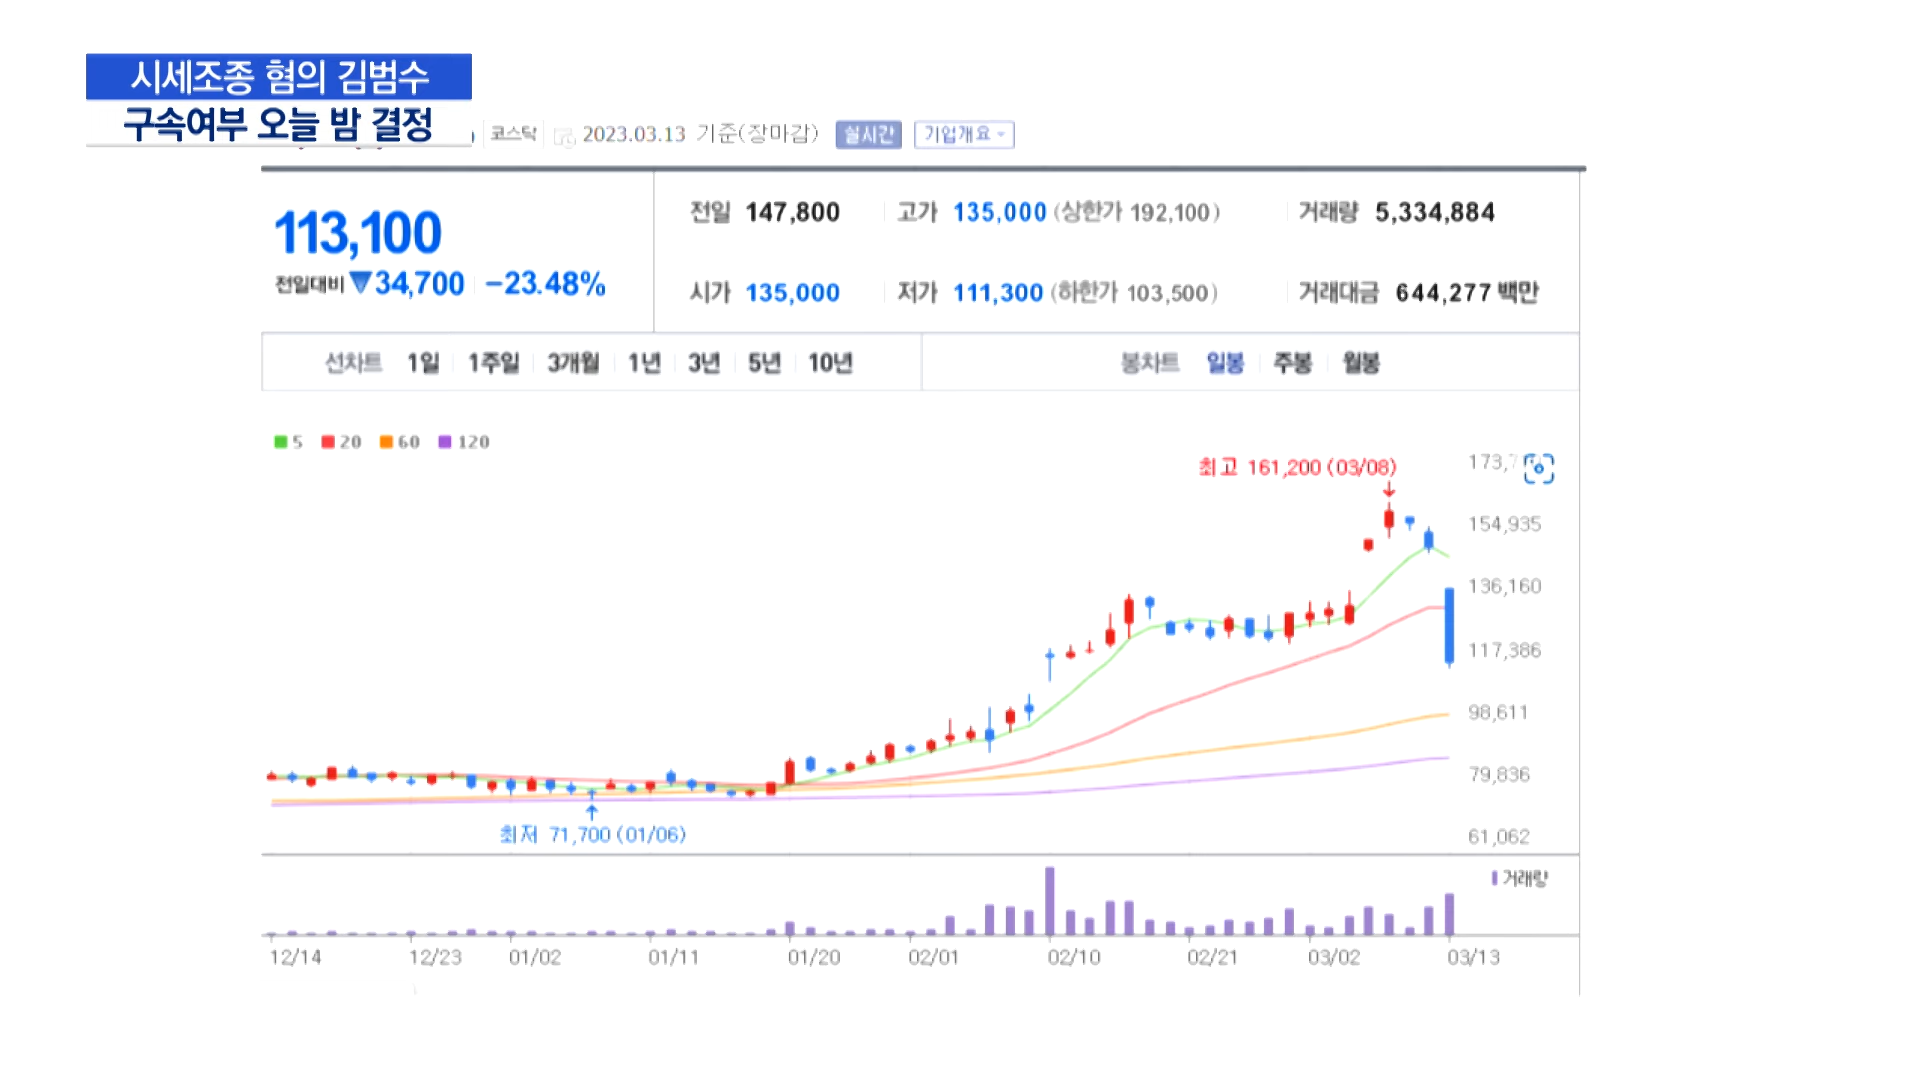 시세조종 혐의 김범수
구속여부 오늘 밤 결정
코스닥 2023.03.13 기준(장마감) 실시간 기업개요
113,100
전일대비 ▼34,700 -23.48%
전일 147,800 고가 135,000 (상한가 192,100) 거래량 5,334,884
시가 135,000 저가 111,300 (하한가 103,500) 거래대금 644,277 백만
선차트 1일 1주일 3개월 1년 3년 5년 10년 봉차트 일봉 주봉 월봉
5 20 60 120
최고 161,200 (03/08)
154,935
136,160
117,386
98,611
79,836
최저 71,700 (01/06)
61,062
거래량
12/14 12/23 01/02 01/11 01/20 02/01 02/10 02/21 03/02 03/13